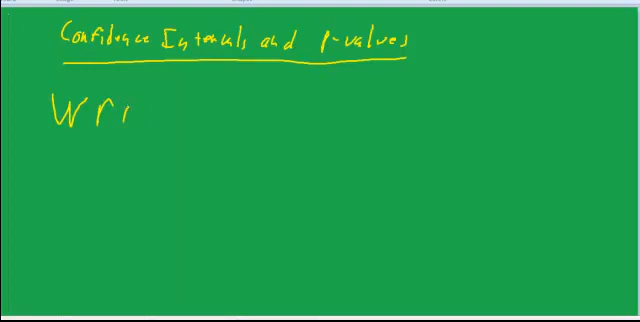 Confidence Intervals and p-values
Wri